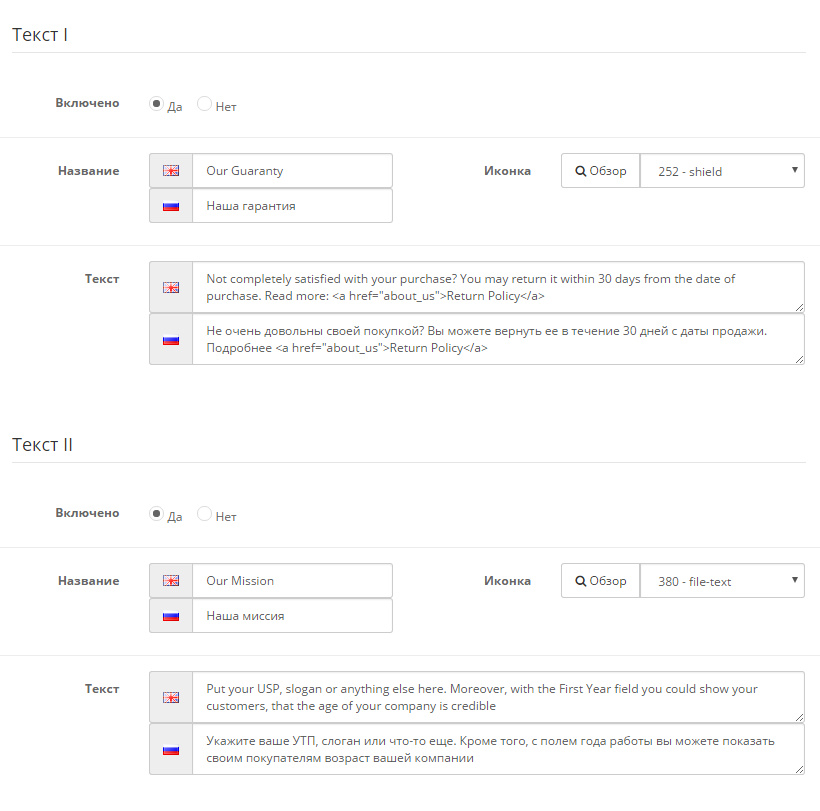 Текст I
Включено Да Нет
Название Our Guaranty Иконка Обзор 252 - shield
Наша гарантия
Текст Not completely satisfied with your purchase? You may return it within 30 days from the date of
purchase. Read more: <a href="about_us">Return Policy</a>
Не очень довольны своей покупкой? Вы можете вернуть ее в течение 30 дней с даты продажи.
Подробнее <a href="about_us">Return Policy</a>
Текст II
Включено Да Нет
Название Our Mission Иконка Обзор 380 - file-text
Наша миссия
Текст Put your USP, slogan or anything else here. Moreover, with the First Year field you could show your
customers, that the age of your company is credible
Укажите ваше УТП, слоган или что-то еще. Кроме того, с полем года работы вы можете показать
своим покупателям возраст вашей компании